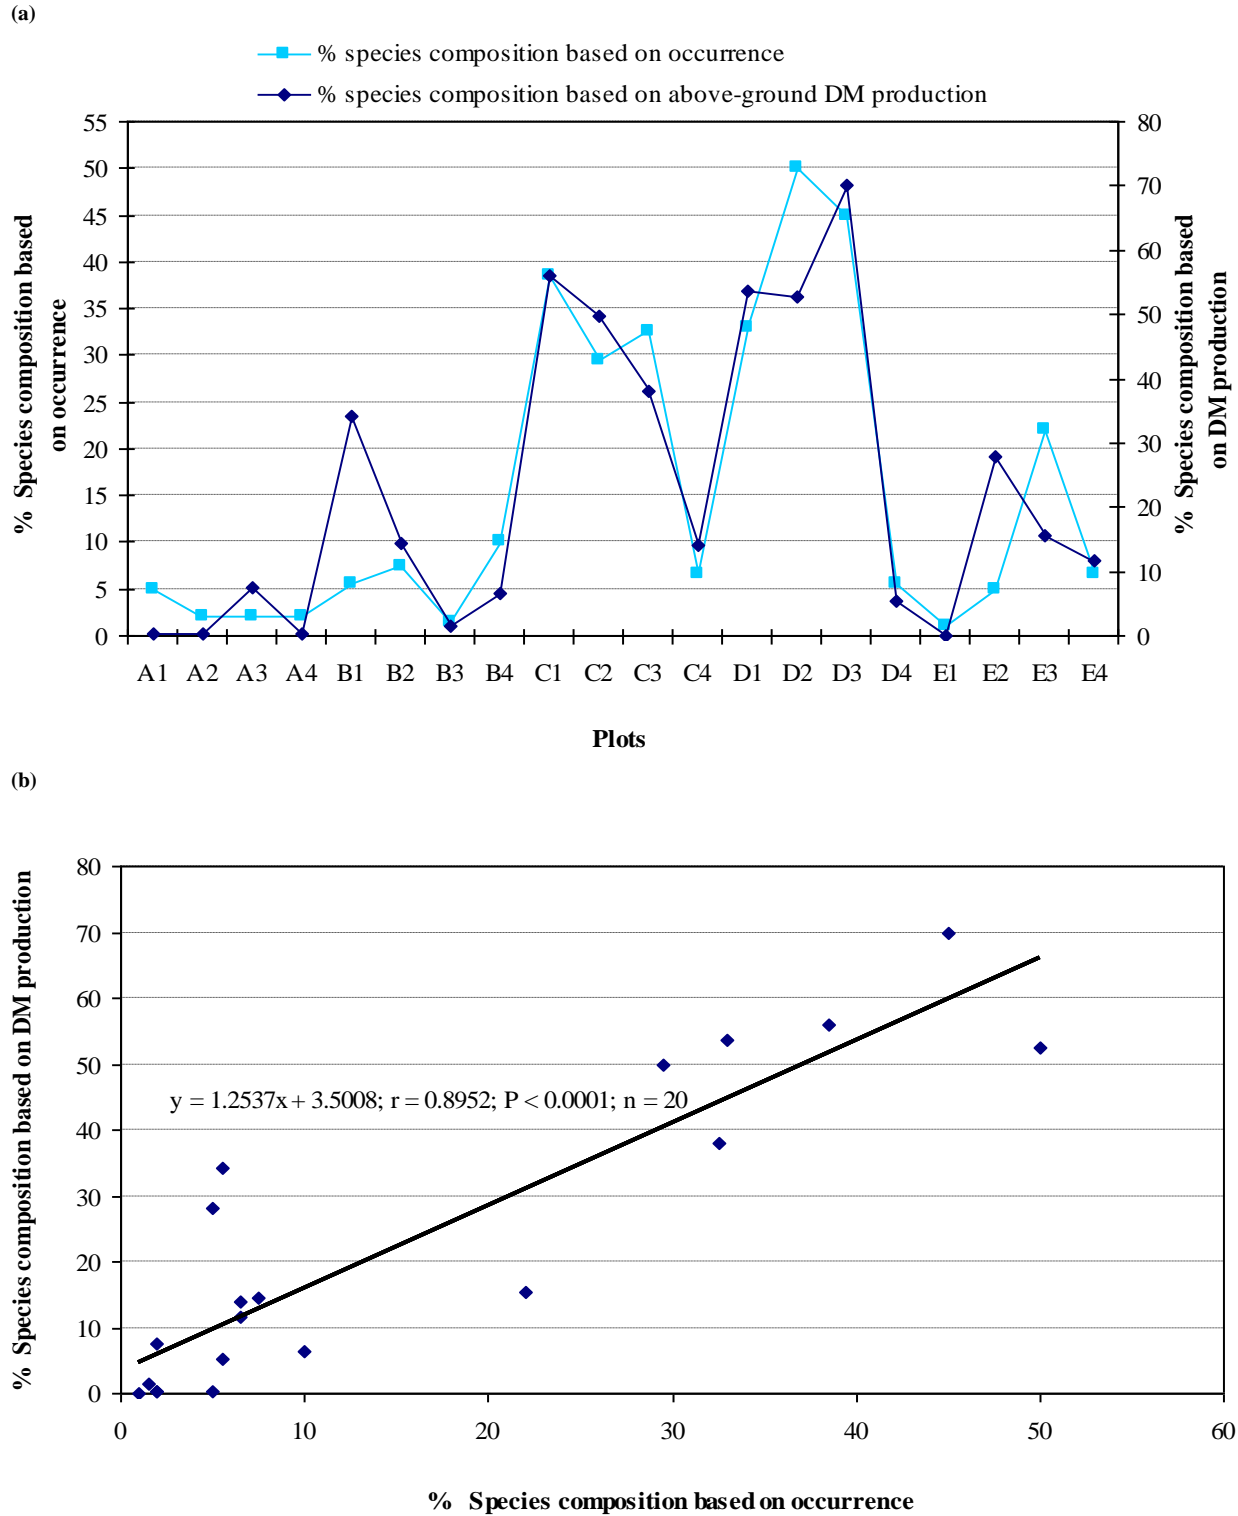 (a)
% species composition based on occurrence
% species composition based on above-ground DM production
55
50
45
40
35
30
25
20
15
10
5
0
% Species composition based
on occurrence
80
70
60
50
40
30
20
10
0
% Species composition based
on DM production
A1 A2 A3 A4 B1 B2 B3 B4 C1 C2 C3 C4 D1 D2 D3 D4 E1 E2 E3 E4
Plots
(b)
80
70
60
50
40
30
20
10
0
% Species composition based on DM production
y = 1.2537x + 3.5008; r = 0.8952; P < 0.0001; n = 20
0 10 20 30 40 50 60
% Species composition based on occurrence